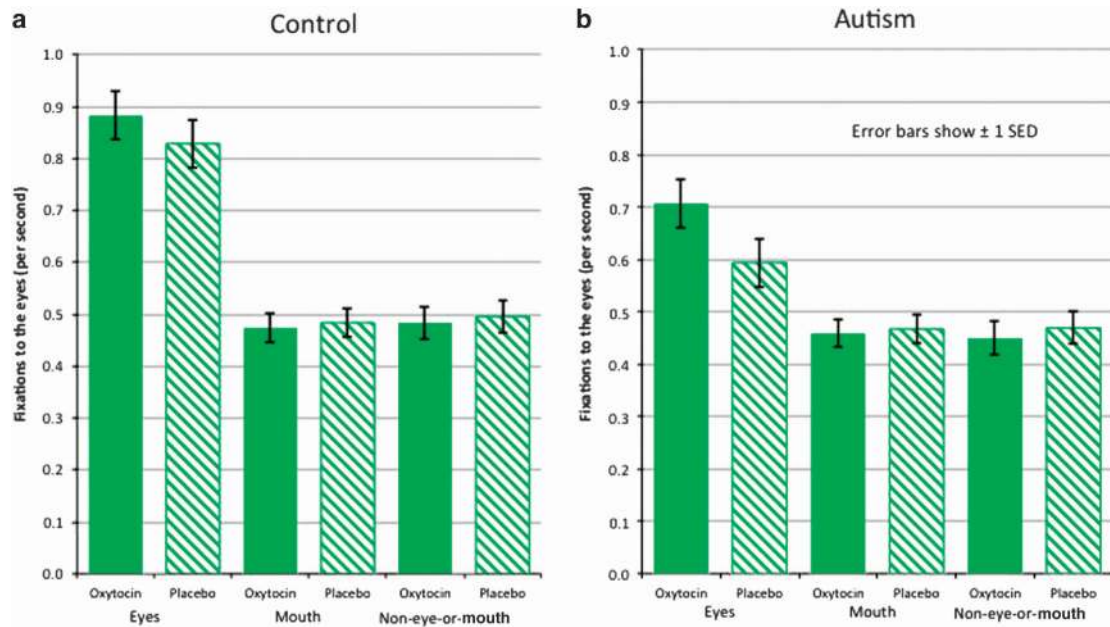 a
Control
Fixations to the eyes (per second)
1.0
0.9
0.8
0.7
0.6
0.5
0.4
0.3
0.2
0.1
0.0
Oxytocin Placebo Oxytocin Placebo Oxytocin Placebo
Eyes Mouth Non-eye-or-mouth
b
Autism
Error bars show ± 1 SED
Fixations to the eyes (per second)
1.0
0.9
0.8
0.7
0.6
0.5
0.4
0.3
0.2
0.1
0.0
Oxytocin Placebo Oxytocin Placebo Oxytocin Placebo
Eyes Mouth Non-eye-or-mouth